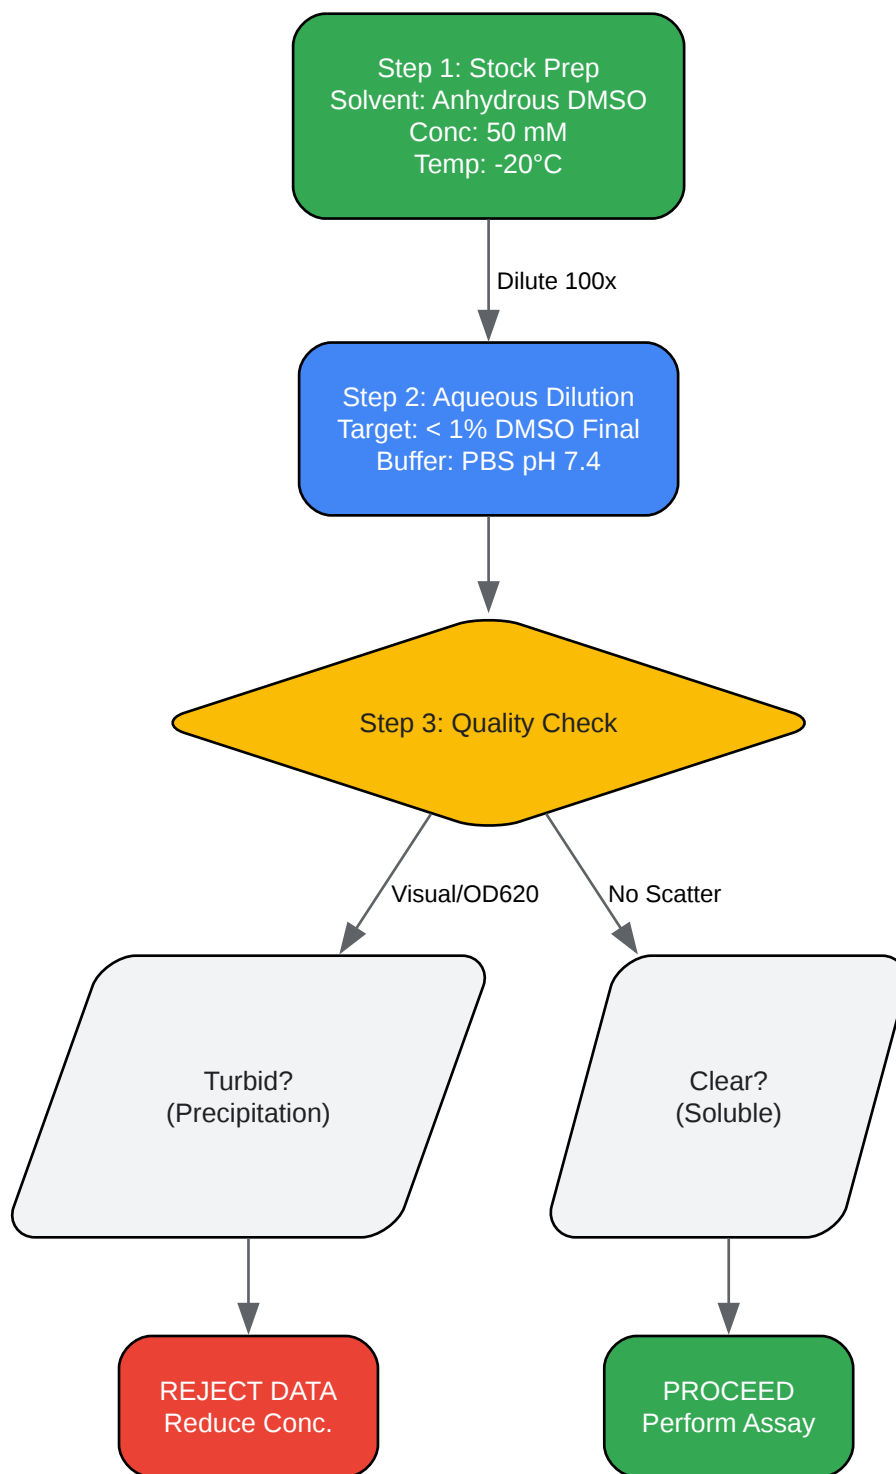 Step 1: Stock Prep
Solvent: Anhydrous DMSO
Conc: 50 mM
Temp: -20°C
Dilute 100x
Step 2: Aqueous Dilution
Target: < 1% DMSO Final
Buffer: PBS pH 7.4
Step 3: Quality Check
Visual/OD620
No Scatter
Turbid?
(Precipitation)
Clear?
(Soluble)
REJECT DATA
Reduce Conc.
PROCEED
Perform Assay